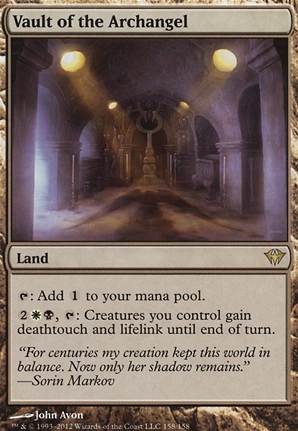 Vault of the Archangel
Land
: Add 1 to your mana pool.
2, : Creatures you control gain
deathtouch and lifelink until end of turn.
"For centuries my creation kept this world in
balance. Now only her shadow remains."
—Sorin Markov
John Avon
™ & © 1993–2012 Wizards of the Coast LLC 158/158